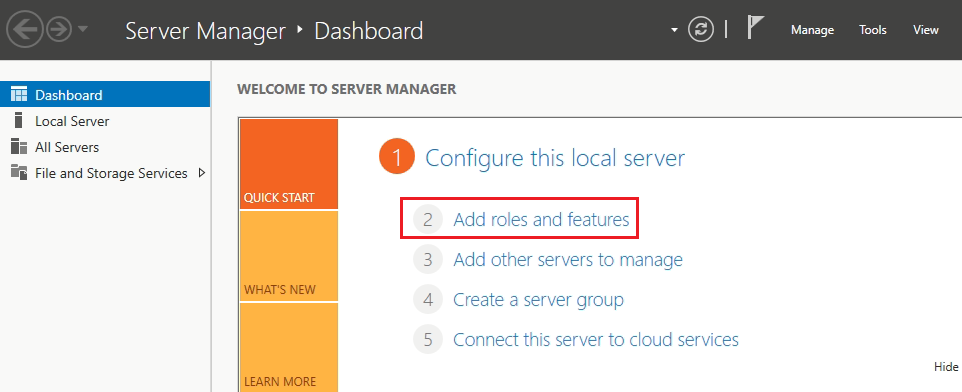 Server Manager ‣ Dashboard
Manage Tools View
Dashboard
Local Server
All Servers
File and Storage Services
WELCOME TO SERVER MANAGER
QUICK START
WHAT'S NEW
LEARN MORE
1 Configure this local server
2 Add roles and features
3 Add other servers to manage
4 Create a server group
5 Connect this server to cloud services
Hide